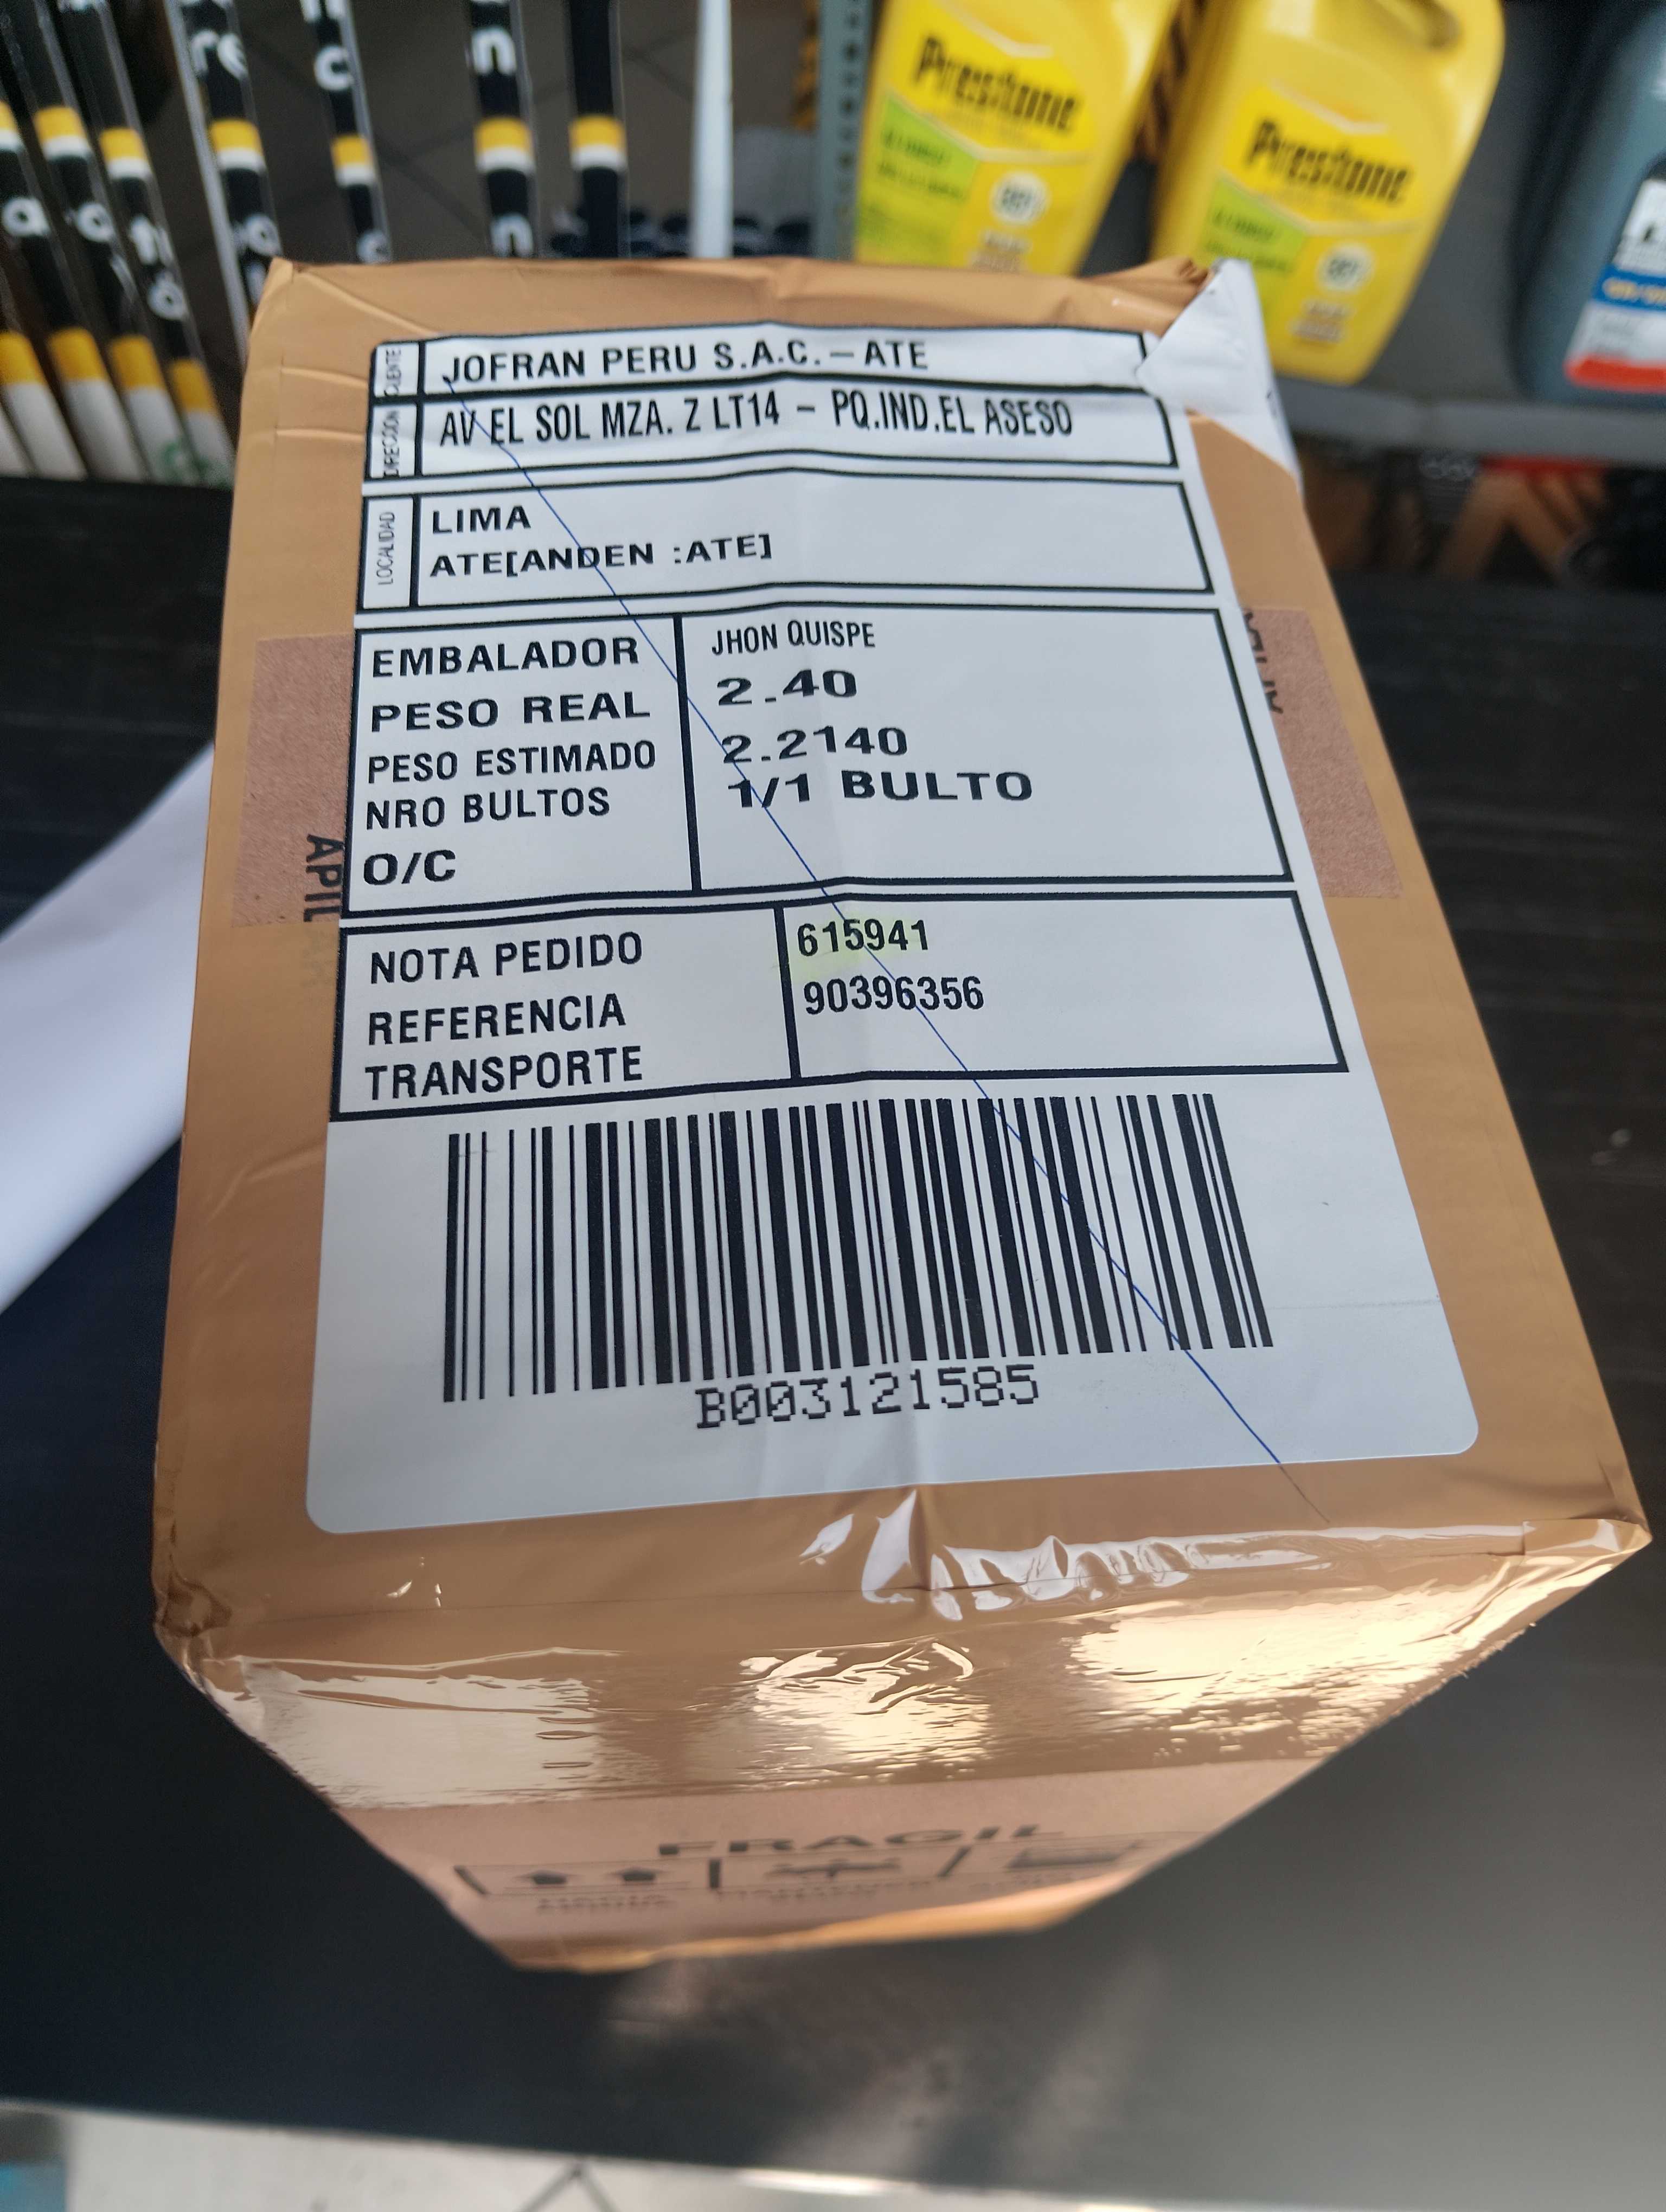 Prestone
Prestone
CLIENTE
JOFRAN PERU S.A.C.-ATE
DIRECCION
AV EL SOL MZA. Z LT14 - PQ.IND.EL ASESO
LOCALIDAD
LIMA
ATE[ANDEN :ATE]
EMBALADOR JHON QUISPE
PESO REAL 2.40
PESO ESTIMADO 2.2140
NRO BULTOS 1/1 BULTO
O/C
APIL
NOTA PEDIDO 615941
REFERENCIA 90396356
TRANSPORTE
B003121585
FRAGIL